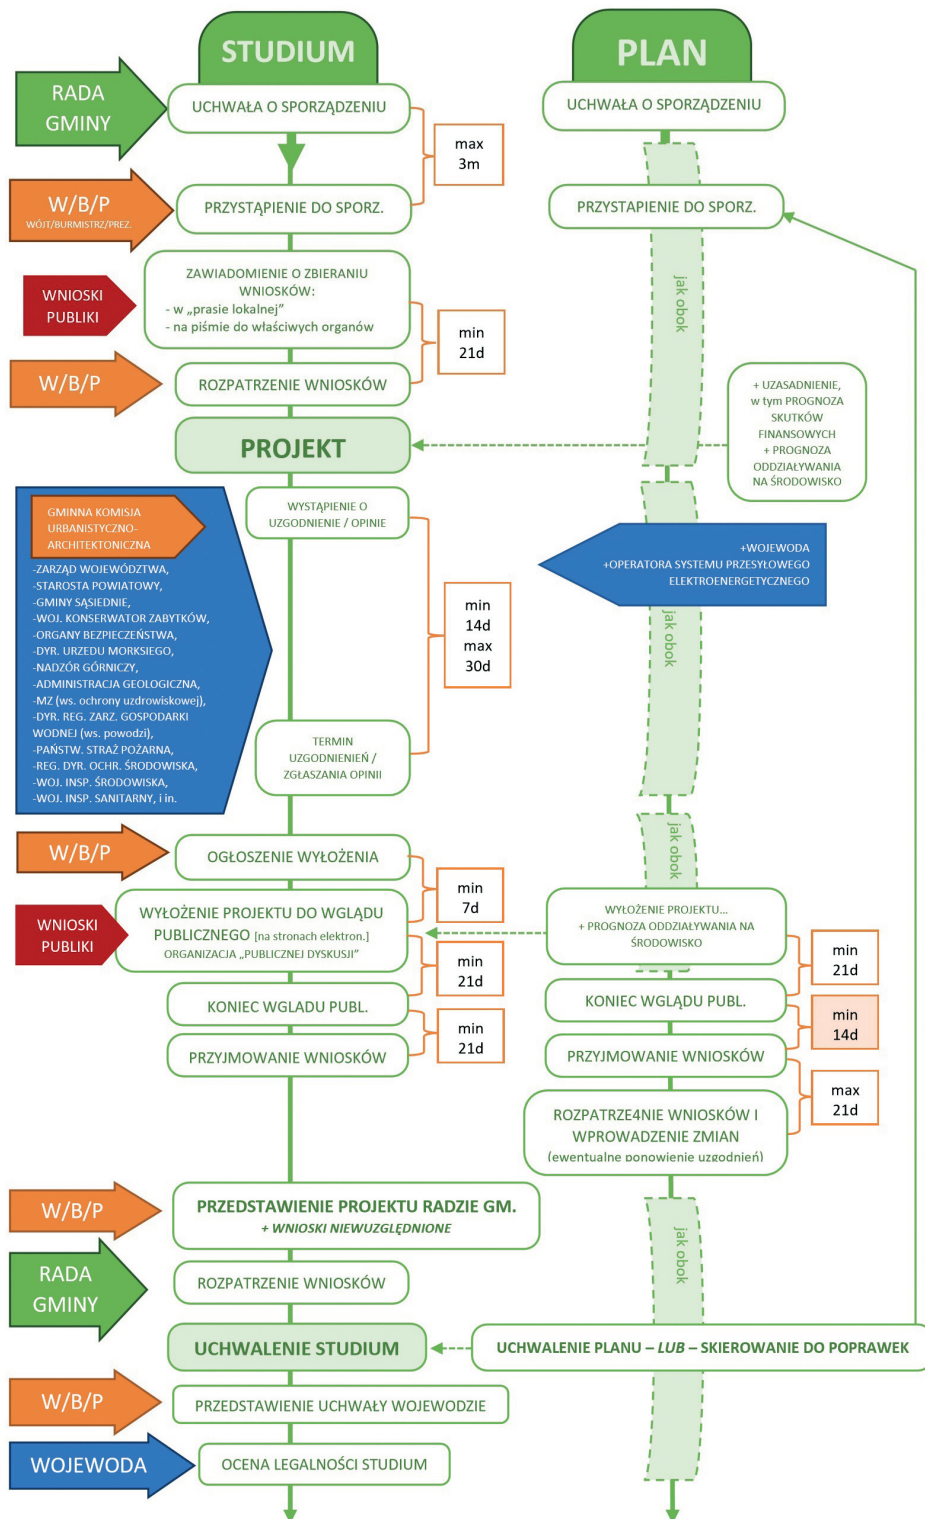 STUDIUM
PLAN
RADA
GMINY
UCHWAŁA O SPORZĄDZENIU
UCHWAŁA O SPORZĄDZENIU
max
3m
W/B/P
WÓJT/BURMISTRZ/PREZ.
PRZYSTĄPIENIE DO SPORZ.
PRZYSTAPIENIE DO SPORZ.
jak obok
WNIOSKI
PUBLIKI
ZAWIADOMIENIE O ZBIERANIU
WNIOSKÓW:
- w „prasie lokalnej”
- na piśmie do właściwych organów
min
21d
W/B/P
ROZPATRZENIE WNIOSKÓW
+ UZASADNIENIE,
w tym PROGNOZA
SKUTKÓW
FINANSOWYCH
+ PROGNOZA
ODDZIAŁYWANIA
NA ŚRODOWISKO
PROJEKT
GMINNA KOMISJA
URBANISTYCZNO-
ARCHITEKTONICZNA
-ZARZĄD WOJEWÓDZTWA,
-STAROSTA POWIATOWY,
-GMINY SĄSIEDNIE,
-WOJ. KONSERWATOR ZABYTKÓW,
-ORGANY BEZPIECZEŃSTWA,
-DYR. URZEDU MORKSIEGO,
-NADZÓR GÓRNICZY,
-ADMINISTRACJA GEOLOGICZNA,
-MZ (ws. ochrony uzdrowiskowej),
-DYR. REG. ZARZ. GOSPODARKI
WODNEJ (ws. powodzi),
-PAŃSTW. STRAŻ POŻARNA,
-REG. DYR. OCHR. ŚRODOWISKA,
-WOJ. INSP. ŚRODOWISKA,
-WOJ. INSP. SANITARNY, i in.
WYSTĄPIENIE O
UZGODNIENIE / OPINIE
min
14d
max
30d
+WOJEWODA
+OPERATORA SYSTEMU PRZESYŁOWEGO
ELEKTROENERGETYCZNEGO
jak obok
TERMIN
UZGODNIENIEŃ /
ZGŁASZANIA OPINII
W/B/P
OGŁOSZENIE WYŁOŻENIA
jak obok
min
7d
WNIOSKI
PUBLIKI
WYŁOŻENIE PROJEKTU DO WGLĄDU
PUBLICZNEGO [na stronach elektron.]
ORGANIZACJA „PUBLICZNEJ DYSKUSJI”
WYŁOŻENIE PROJEKTU...
+ PROGNOZA ODDZIAŁYWANIA NA
ŚRODOWISKO
min
21d
min
21d
KONIEC WGLADU PUBL.
KONIEC WGLĄDU PUBL.
min
21d
min
14d
PRZYJMOWANIE WNIOSKÓW
PRZYJMOWANIE WNIOSKÓW
max
21d
ROZPATRZE4NIE WNIOSKÓW I
WPROWADZENIE ZMIAN
(ewentualne ponowienie uzgodnień)
W/B/P
PRZEDSTAWIENIE PROJEKTU RADZIE GM.
+ WNIOSKI NIEWUZGLĘDNIONE
jak obok
RADA
GMINY
ROZPATRZENIE WNIOSKÓW
UCHWALENIE STUDIUM
UCHWALENIE PLANU – LUB – SKIEROWANIE DO POPRAWEK
W/B/P
PRZEDSTAWIENIE UCHWAŁY WOJEWODZIE
WOJEWODA
OCENA LEGALNOŚCI STUDIUM